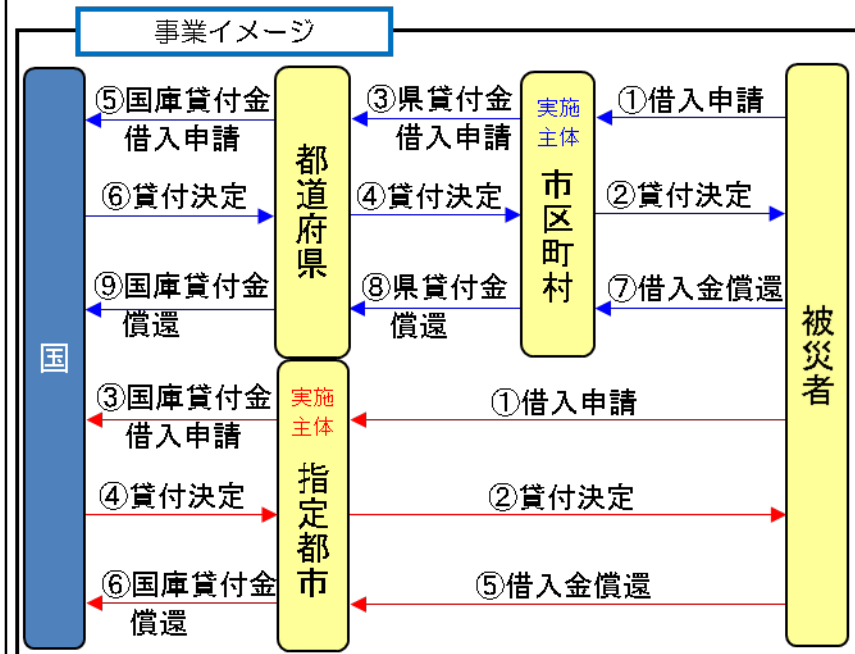 事業イメージ
国
⑤国庫貸付金
借入申請
⑥貸付決定
⑨国庫貸付金
償還
都道府県
③県貸付金
借入申請
④貸付決定
⑧県貸付金
償還
実施
主体
市区町村
①借入申請
②貸付決定
⑦借入金償還
被災者
③国庫貸付金
借入申請
④貸付決定
⑥国庫貸付金
償還
実施
主体
指定都市
①借入申請
②貸付決定
⑤借入金償還